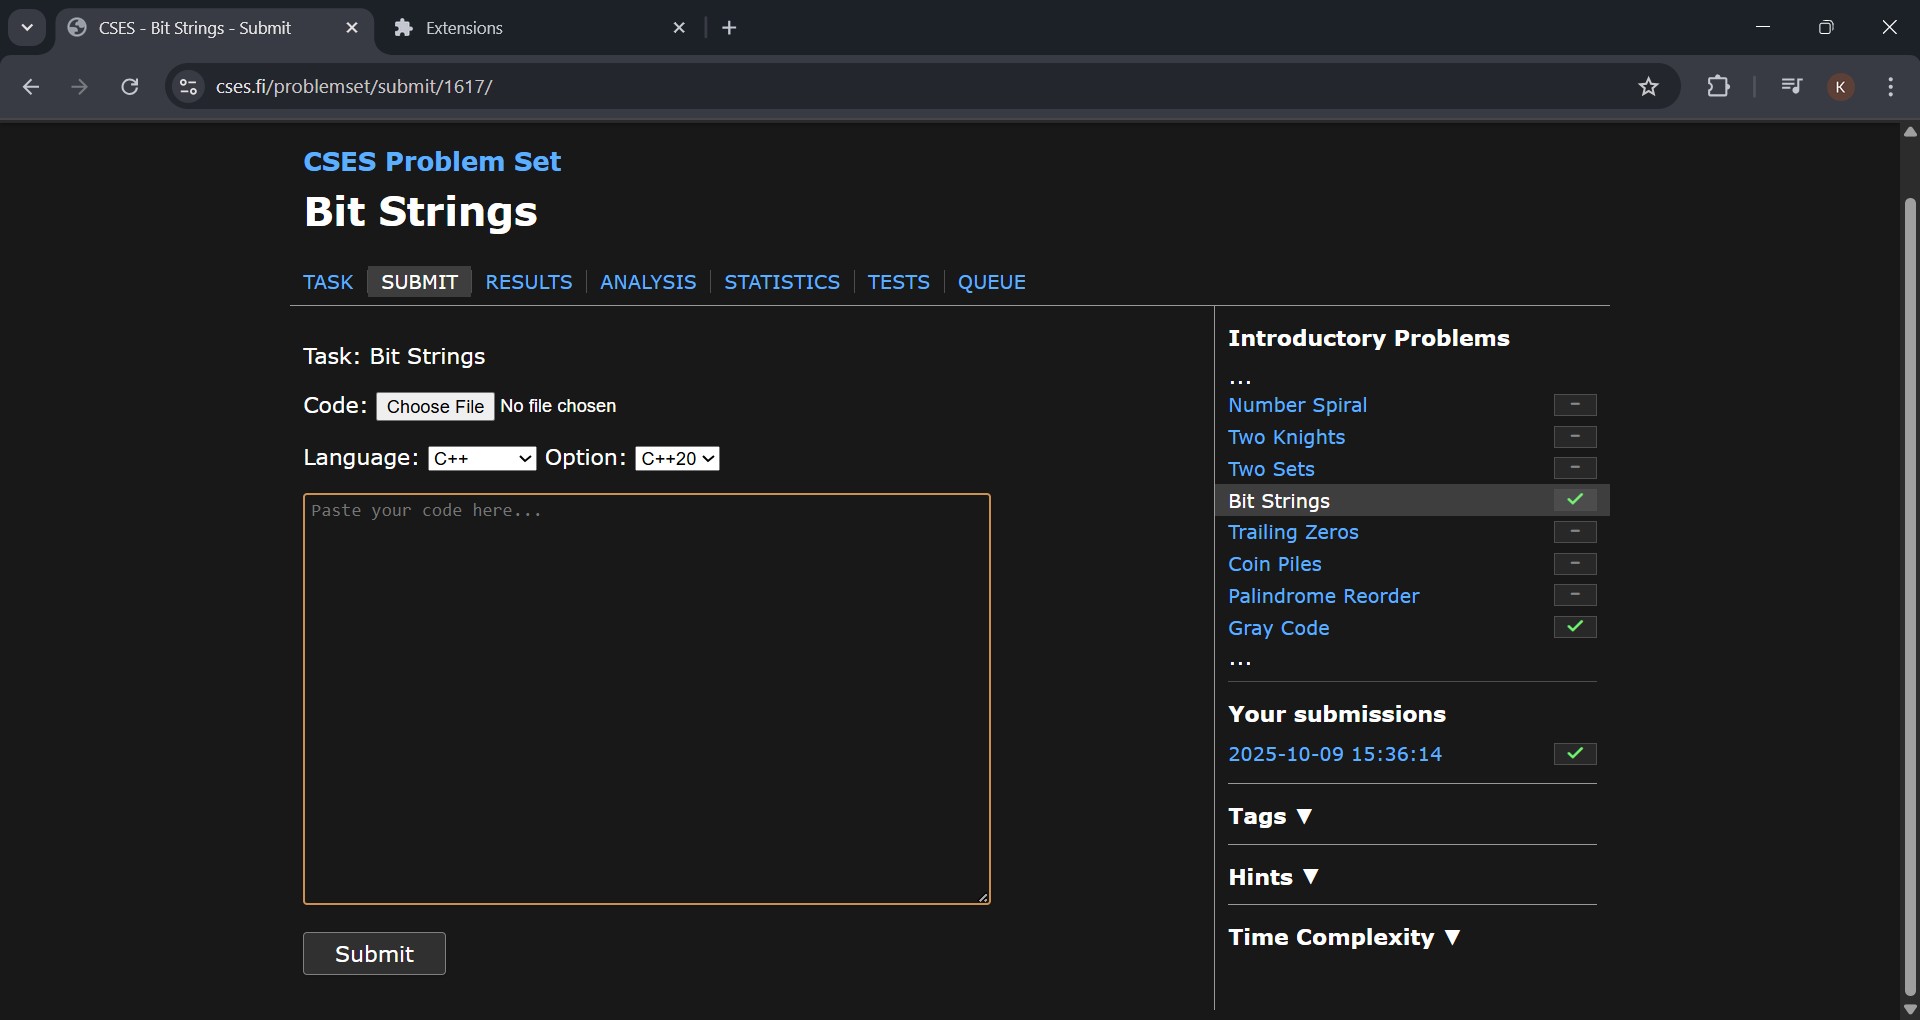 CSES - Bit Strings - Submit
Extensions
cses.fi/problemset/submit/1617/
K
CSES Problem Set
Bit Strings
TASK SUBMIT RESULTS ANALYSIS STATISTICS TESTS QUEUE
Task: Bit Strings
Code: Choose File No file chosen
Language: C++ Option: C++20
Paste your code here...
Submit
Introductory Problems
...
Number Spiral –
Two Knights –
Two Sets –
Bit Strings
Trailing Zeros –
Coin Piles –
Palindrome Reorder –
Gray Code
...
Your submissions
2025-10-09 15:36:14
Tags ▼
Hints ▼
Time Complexity ▼